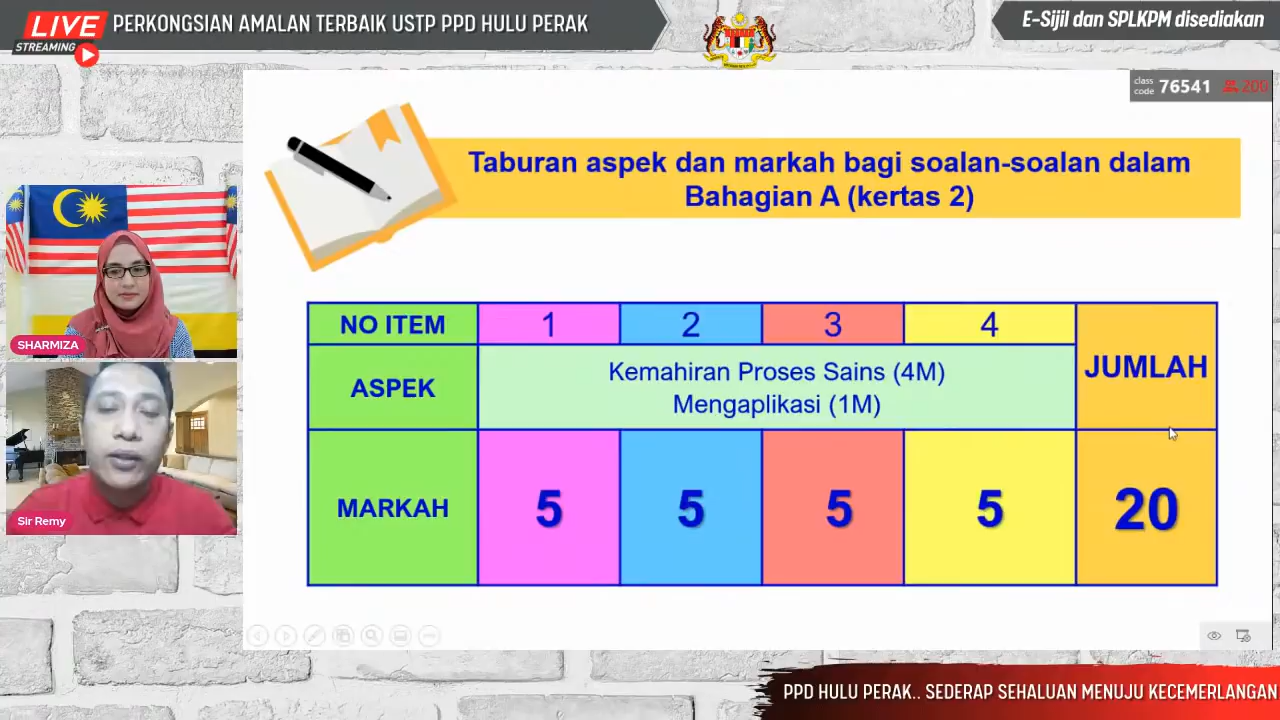 LIVE
STREAMING
PERKONGSIAN AMALAN TERBAIK USTP PPD HULU PERAK
E-Sijil dan SPLKPM disediakan
class
code 76541 209
Taburan aspek dan markah bagi soalan-soalan dalam
Bahagian A (kertas 2)
SHARMIZA
Sir Remy
NO ITEM 1 2 3 4 JUMLAH
ASPEK Kemahiran Proses Sains (4M)
Mengaplikasi (1M)
MARKAH 5 5 5 5 20
PPD HULU PERAK.. SEDERAP SEHALUAN MENUJU KECEMERLANGAN